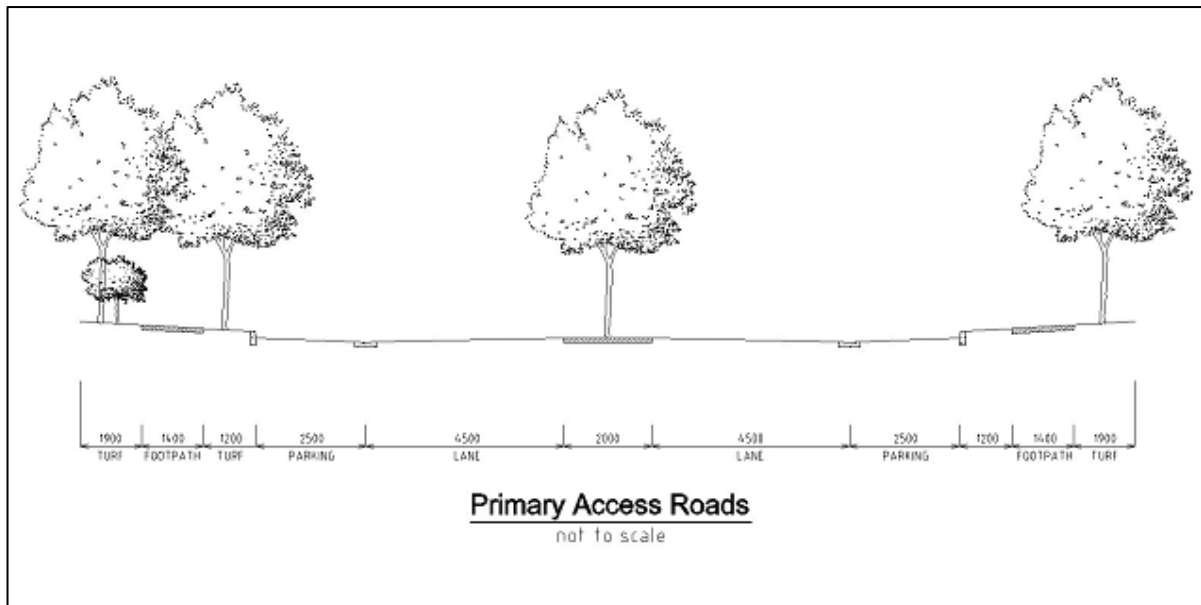 1900 1400 1200 2500 4500 2000 4500 2500 1200 1400 1900
TURF FOOTPATH TURF PARKING LANE LANE PARKING FOOTPATH TURF
Primary Access Roads
not to scale